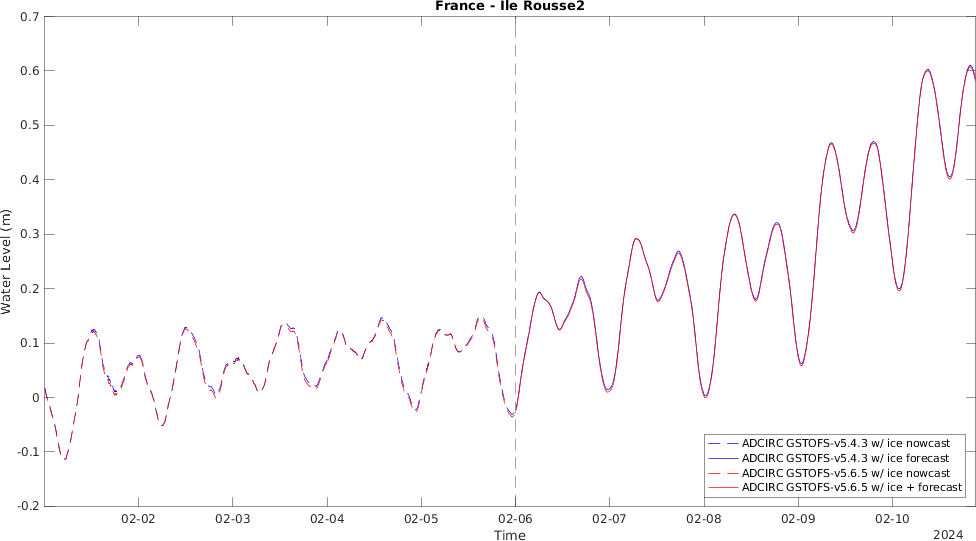 France - Ile Rousse2
Water Level (m)
0.7
0.6
0.5
0.4
0.3
0.2
0.1
0
-0.1
-0.2
02-02 02-03 02-04 02-05 02-06 02-07 02-08 02-09 02-10
Time
2024
ADCIRC GSTOFS-v5.4.3 w/ ice nowcast
ADCIRC GSTOFS-v5.4.3 w/ ice forecast
ADCIRC GSTOFS-v5.6.5 w/ ice nowcast
ADCIRC GSTOFS-v5.6.5 w/ ice + forecast